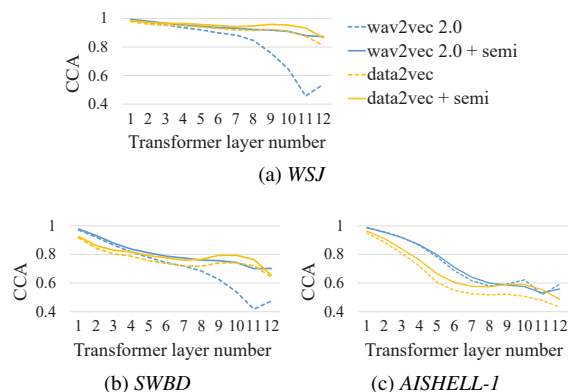 1
0.8
0.6
0.4
CCA
1 2 3 4 5 6 7 8 9 10 11 12
Transformer layer number
wav2vec 2.0
wav2vec 2.0 + semi
data2vec
data2vec + semi
(a) WSJ
1
0.8
0.6
0.4
CCA
1 2 3 4 5 6 7 8 9 10 11 12
Transformer layer number
(b) SWBD
1
0.8
0.6
0.4
CCA
1 2 3 4 5 6 7 8 9 10 11 12
Transformer layer number
(c) AISHELL-1